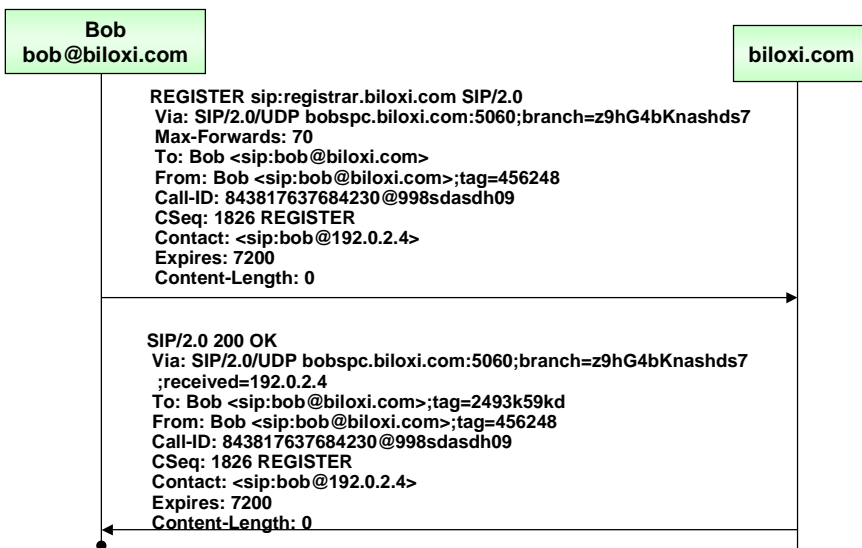 Bob
bob@biloxi.com
biloxi.com
REGISTER sip:registrar.biloxi.com SIP/2.0
Via: SIP/2.0/UDP bobspc.biloxi.com:5060;branch=z9hG4bKnashds7
Max-Forwards: 70
To: Bob <sip:bob@biloxi.com>
From: Bob <sip:bob@biloxi.com>;tag=456248
Call-ID: 843817637684230@998sdasdh09
CSeq: 1826 REGISTER
Contact: <sip:bob@192.0.2.4>
Expires: 7200
Content-Length: 0
SIP/2.0 200 OK
Via: SIP/2.0/UDP bobspc.biloxi.com:5060;branch=z9hG4bKnashds7
;received=192.0.2.4
To: Bob <sip:bob@biloxi.com>;tag=2493k59kd
From: Bob <sip:bob@biloxi.com>;tag=456248
Call-ID: 843817637684230@998sdasdh09
CSeq: 1826 REGISTER
Contact: <sip:bob@192.0.2.4>
Expires: 7200
Content-Length: 0